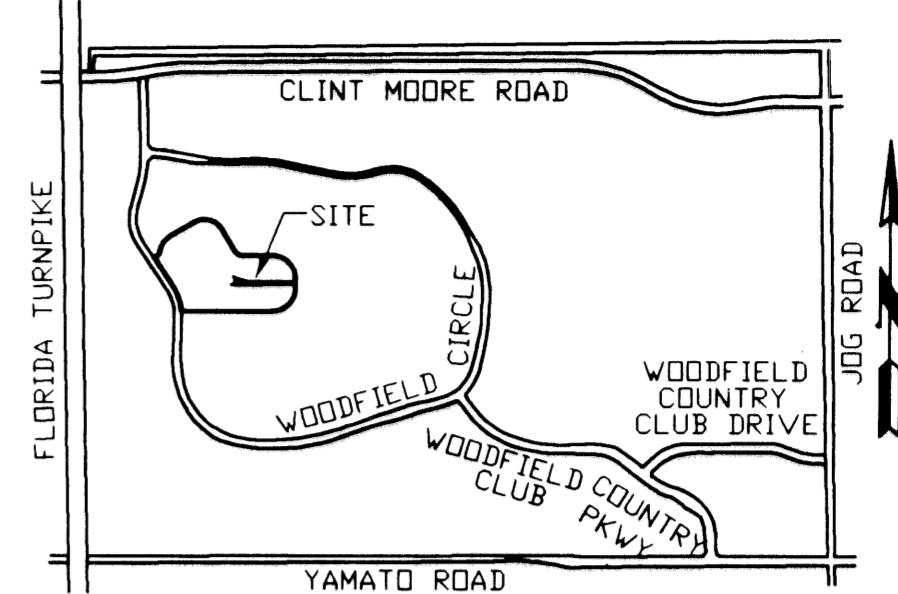 CLINT MOORE ROAD
SITE
FLORIDA TURNPIKE
JOG ROAD
N
WOODFIELD CIRCLE
WOODFIELD
COUNTRY
CLUB DRIVE
WOODFIELD COUNTRY
CLUB PKWY
YAMATO ROAD